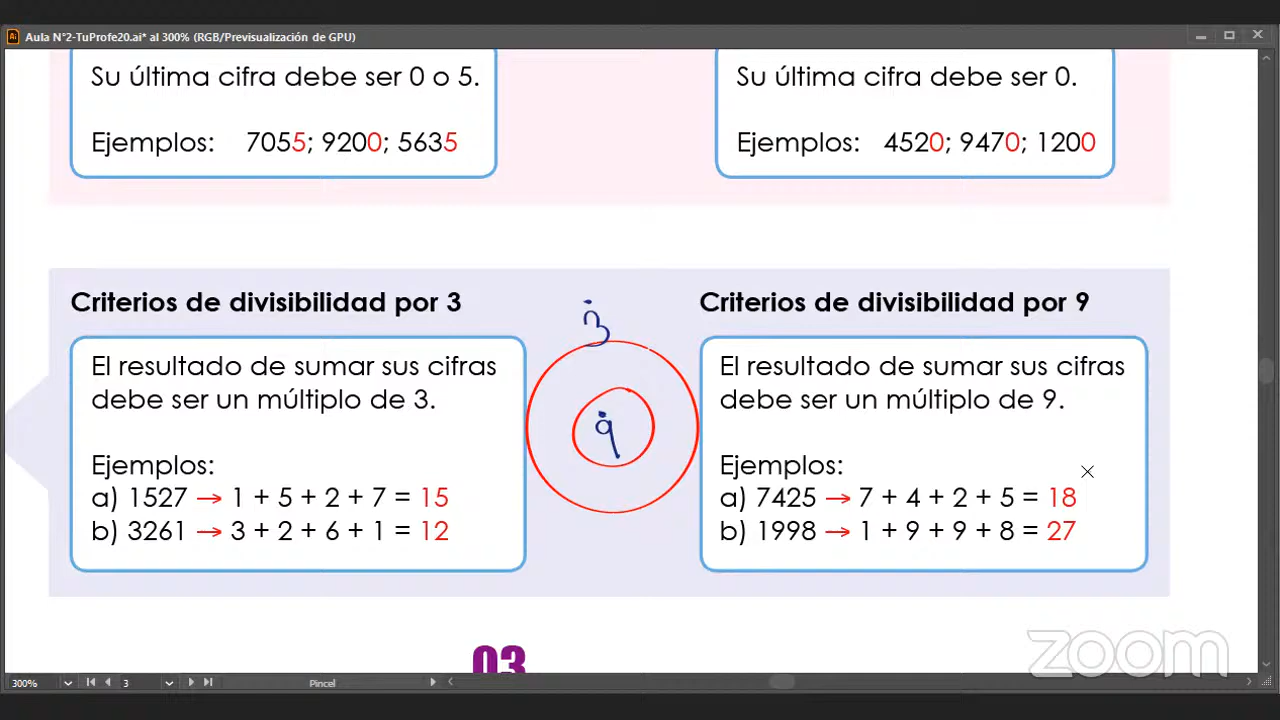 Aula N°2-TuProfe20.ai* al 300% (RGB/Previsualización de GPU)
Su última cifra debe ser 0 o 5.
Ejemplos: 7055; 9200; 5635
Su última cifra debe ser 0.
Ejemplos: 4520; 9470; 1200
Criterios de divisibilidad por 3
El resultado de sumar sus cifras
debe ser un múltiplo de 3.
Ejemplos:
a) 1527 → 1 + 5 + 2 + 7 = 15
b) 3261 → 3 + 2 + 6 + 1 = 12
3̇
9̇
Criterios de divisibilidad por 9
El resultado de sumar sus cifras
debe ser un múltiplo de 9.
Ejemplos:
a) 7425 → 7 + 4 + 2 + 5 = 18
b) 1998 → 1 + 9 + 9 + 8 = 27
03
zoom
300%
3
Pincel